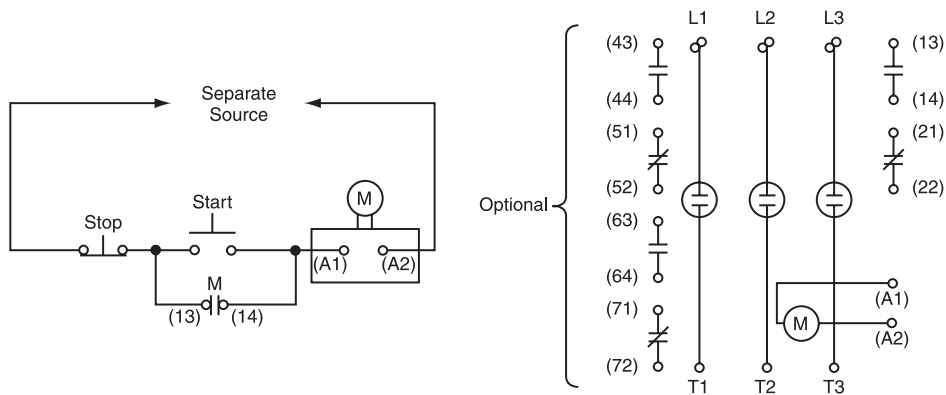 Separate
Source
Stop
Start
M
(A1)
(A2)
M
(13)
(14)
Optional
(43)
(44)
(51)
(52)
(63)
(64)
(71)
(72)
L1
L2
L3
(13)
(14)
(21)
(22)
M
(A1)
(A2)
T1
T2
T3